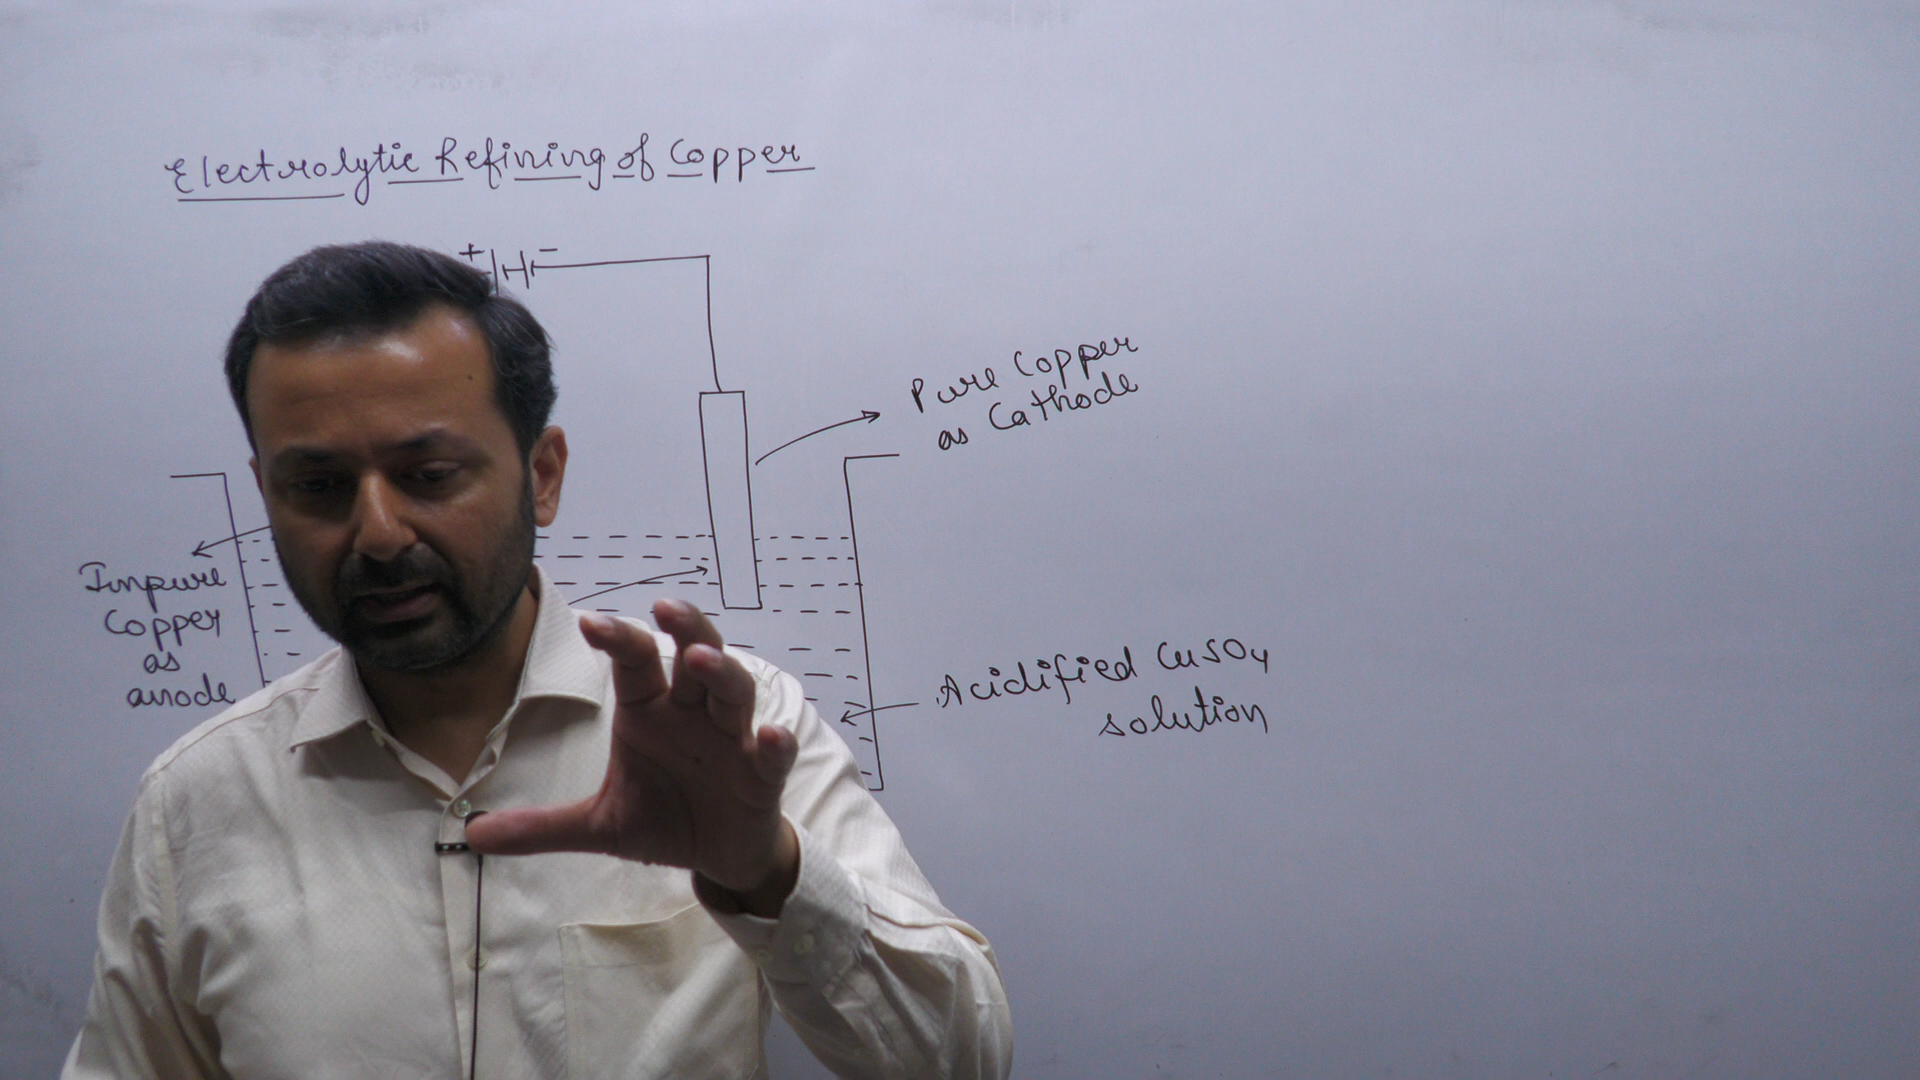 Electrolytic Refining of Copper
+ −
Pure Copper
as Cathode
Impure
Copper
as
anode
Acidified CuSO4
solution